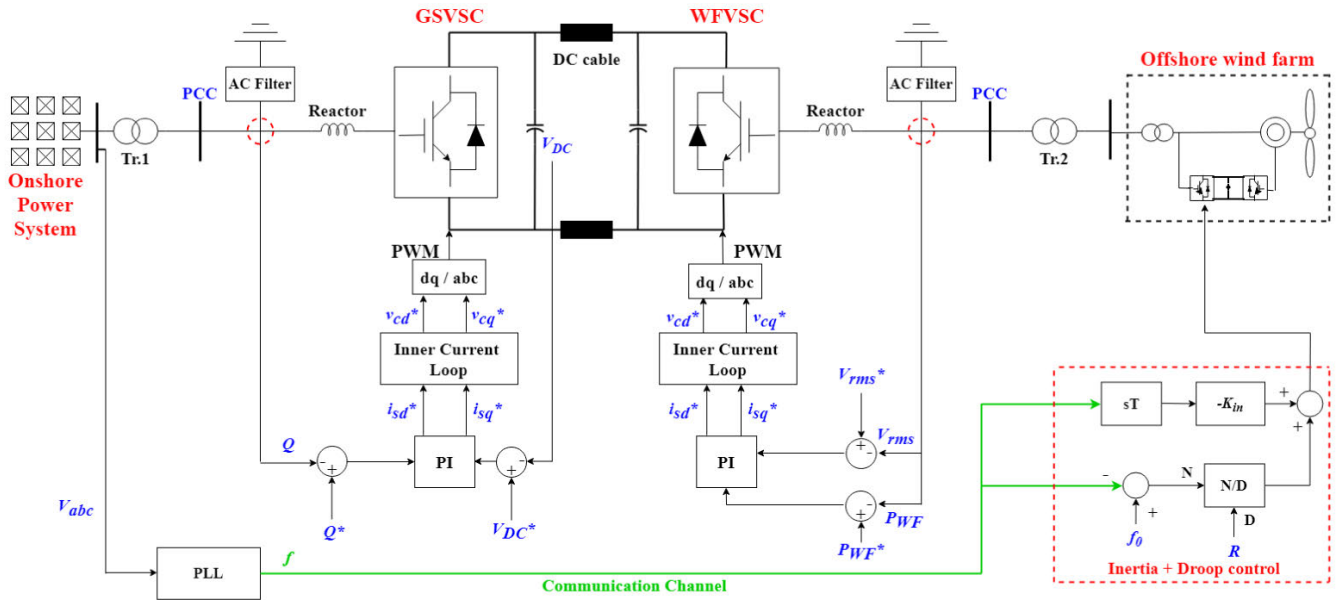 GSVSC
WFVSC
DC cable
AC Filter
AC Filter
Offshore wind farm
PCC
Reactor
Reactor
PCC
V_DC
Tr.1
Tr.2
Onshore
Power
System
PWM
PWM
dq / abc
dq / abc
v_cd*
v_cq*
v_cd*
v_cq*
Inner Current
Loop
Inner Current
Loop
V_rms*
i_sd*
i_sq*
i_sd*
i_sq*
sT
-K_in
+
+
Q
-
+
PI
+
-
PI
+
-
V_rms
-
N
N/D
V_abc
Q*
V_DC*
+
-
P_WF
P_WF*
+
f_0
D
R
PLL
f
Communication Channel
Inertia + Droop control